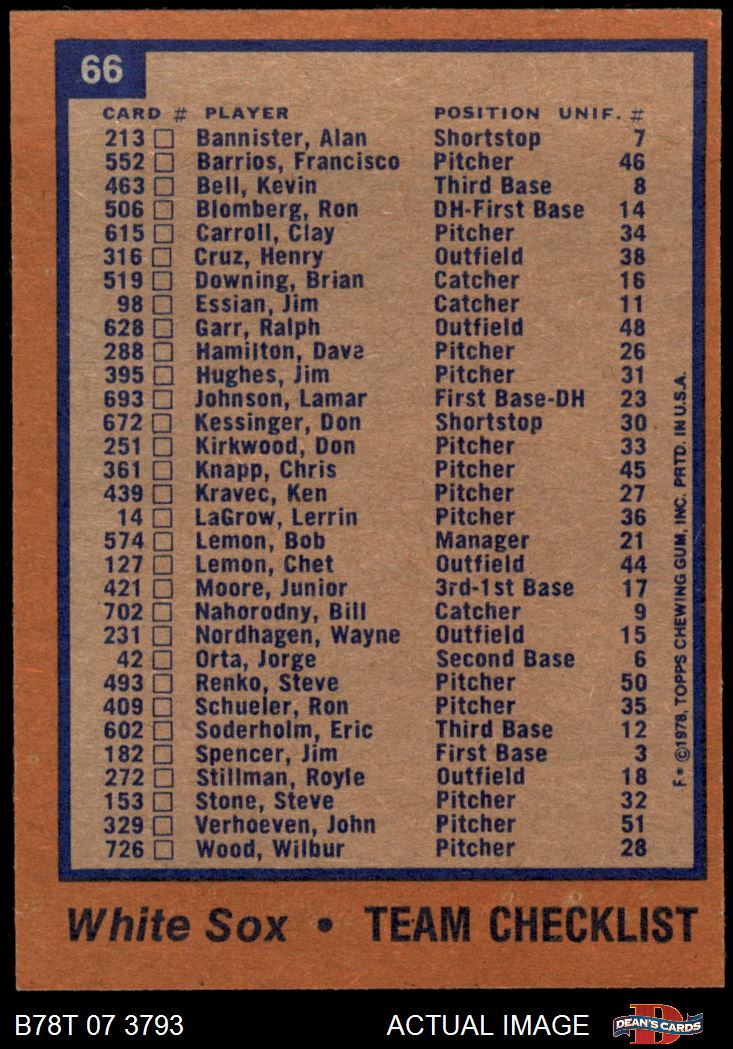 66
CARD # PLAYER POSITION UNIF. #
213 Bannister, Alan Shortstop 7
552 Barrios, Francisco Pitcher 46
463 Bell, Kevin Third Base 8
506 Blomberg, Ron DH-First Base 14
615 Carroll, Clay Pitcher 34
316 Cruz, Henry Outfield 38
519 Downing, Brian Catcher 16
98 Essian, Jim Catcher 11
628 Garr, Ralph Outfield 48
288 Hamilton, Dave Pitcher 26
395 Hughes, Jim Pitcher 31
693 Johnson, Lamar First Base-DH 23
672 Kessinger, Don Shortstop 30
251 Kirkwood, Don Pitcher 33
361 Knapp, Chris Pitcher 45
439 Kravec, Ken Pitcher 27
14 LaGrow, Lerrin Pitcher 36
574 Lemon, Bob Manager 21
127 Lemon, Chet Outfield 44
421 Moore, Junior 3rd-1st Base 17
702 Nahorodny, Bill Catcher 9
231 Nordhagen, Wayne Outfield 15
42 Orta, Jorge Second Base 6
493 Renko, Steve Pitcher 50
409 Schueler, Ron Pitcher 35
602 Soderholm, Eric Third Base 12
182 Spencer, Jim First Base 3
272 Stillman, Royle Outfield 18
153 Stone, Steve Pitcher 32
329 Verhoeven, John Pitcher 51
726 Wood, Wilbur Pitcher 28
F* ©1978, TOPPS CHEWING GUM, INC. PRTD. IN U.S.A.
White Sox • TEAM CHECKLIST
B78T 07 3793 ACTUAL IMAGE DEAN'S CARDS